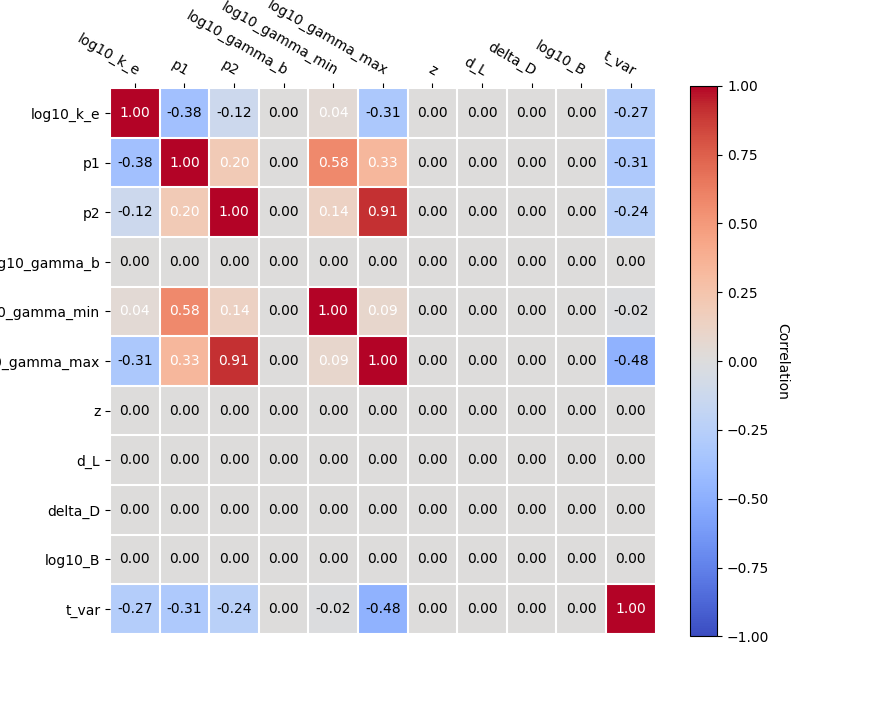 log10_k_e p1 p2 log10_gamma_b log10_gamma_min log10_gamma_max z d_L delta_D log10_B t_var
log10_k_e 1.00 -0.38 -0.12 0.00 0.04 -0.31 0.00 0.00 0.00 0.00 -0.27
p1 -0.38 1.00 0.20 0.00 0.58 0.33 0.00 0.00 0.00 0.00 -0.31
p2 -0.12 0.20 1.00 0.00 0.14 0.91 0.00 0.00 0.00 0.00 -0.24
g10_gamma_b 0.00 0.00 0.00 0.00 0.00 0.00 0.00 0.00 0.00 0.00 0.00
0_gamma_min 0.04 0.58 0.14 0.00 1.00 0.09 0.00 0.00 0.00 0.00 -0.02
0_gamma_max -0.31 0.33 0.91 0.00 0.09 1.00 0.00 0.00 0.00 0.00 -0.48
z 0.00 0.00 0.00 0.00 0.00 0.00 0.00 0.00 0.00 0.00 0.00
d_L 0.00 0.00 0.00 0.00 0.00 0.00 0.00 0.00 0.00 0.00 0.00
delta_D 0.00 0.00 0.00 0.00 0.00 0.00 0.00 0.00 0.00 0.00 0.00
log10_B 0.00 0.00 0.00 0.00 0.00 0.00 0.00 0.00 0.00 0.00 0.00
t_var -0.27 -0.31 -0.24 0.00 -0.02 -0.48 0.00 0.00 0.00 0.00 1.00
1.00
0.75
0.50
0.25
0.00
−0.25
−0.50
−0.75
−1.00
Correlation